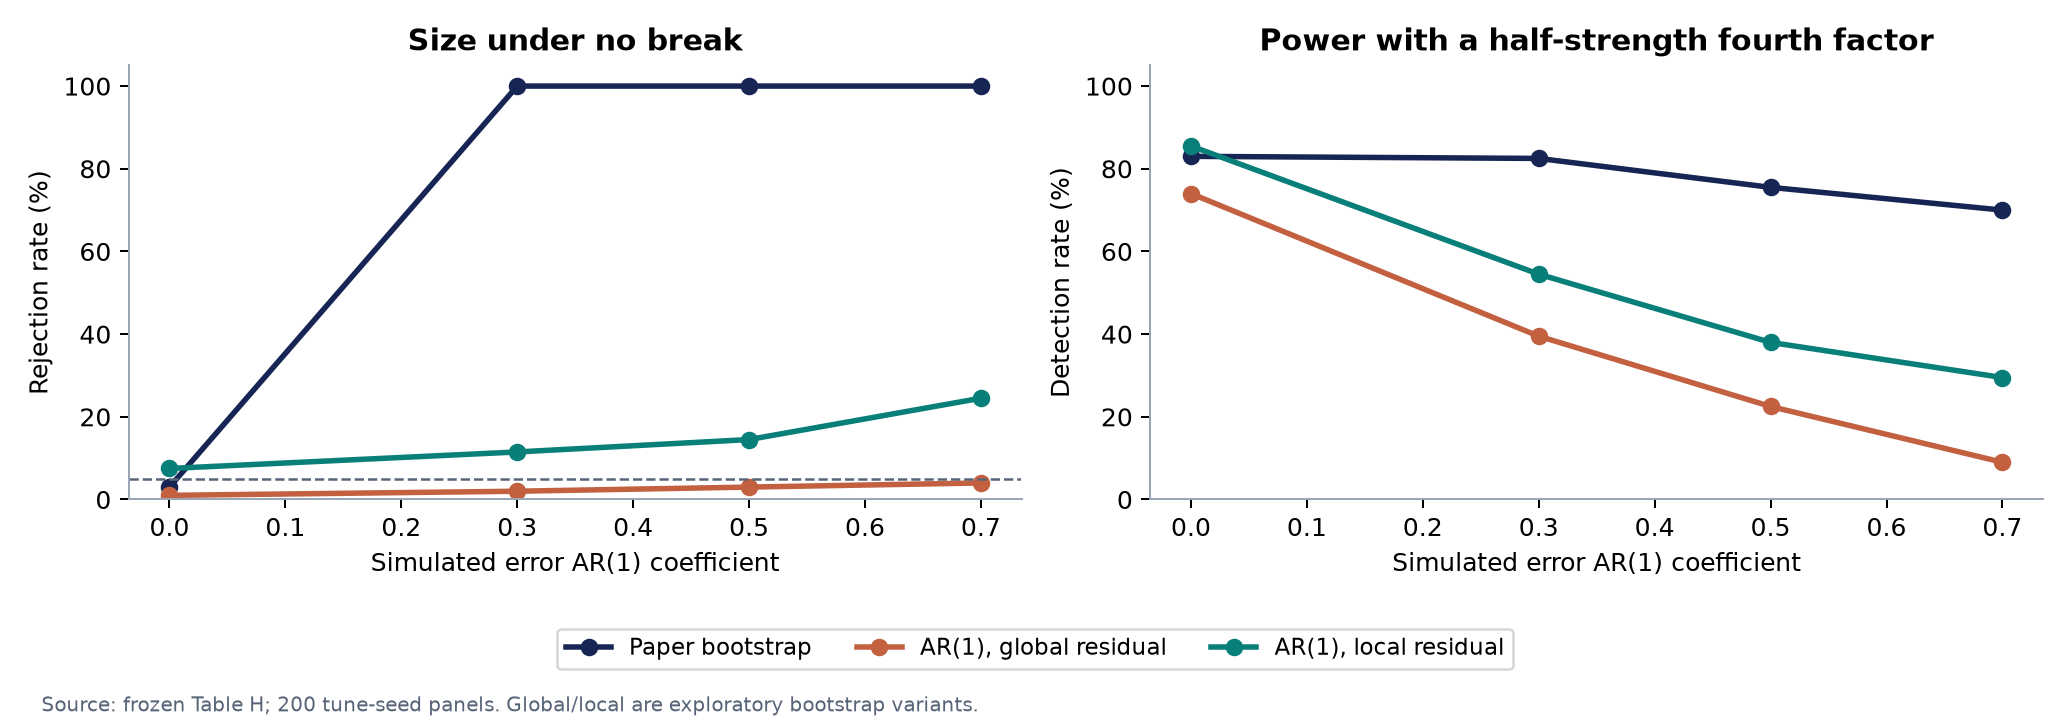 Size under no break
Rejection rate (%)
100
80
60
40
20
0
0.0 0.1 0.2 0.3 0.4 0.5 0.6 0.7
Simulated error AR(1) coefficient
Power with a half-strength fourth factor
Detection rate (%)
100
80
60
40
20
0
0.0 0.1 0.2 0.3 0.4 0.5 0.6 0.7
Simulated error AR(1) coefficient
Paper bootstrap AR(1), global residual AR(1), local residual
Source: frozen Table H; 200 tune-seed panels. Global/local are exploratory bootstrap variants.